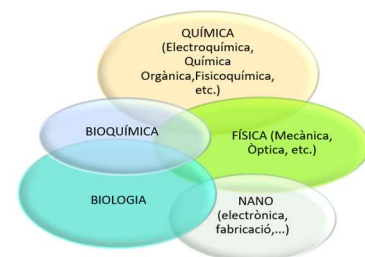 QUÍMICA
(Electroquímica,
Química
Orgànica,Fisicoquímica,
etc.)
BIOQUÍMICA
FÍSICA (Mecànica,
Òptica, etc.)
BIOLOGIA
NANO
(electrònica,
fabricació,...)